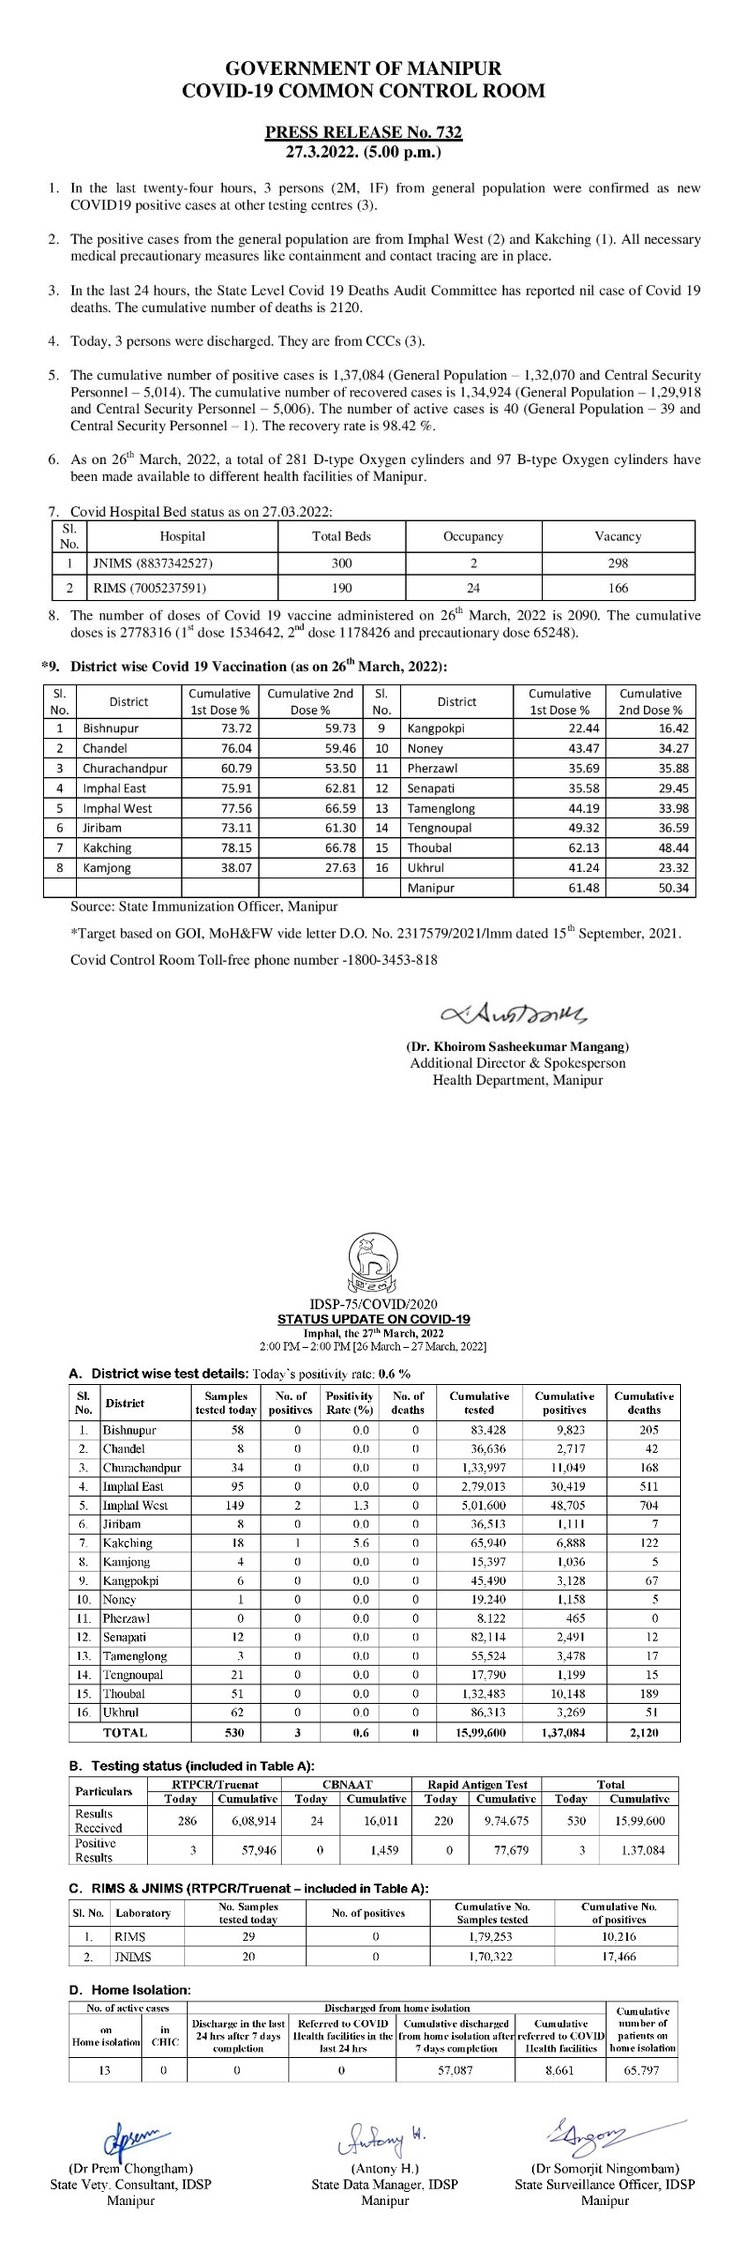 GOVERNMENT OF MANIPUR
COVID-19 COMMON CONTROL ROOM
PRESS RELEASE No. 732
27.3.2022. (5.00 p.m.)
1. In the last twenty-four hours, 3 persons (2M, 1F) from general population were confirmed as new
COVID19 positive cases at other testing centres (3).
2. The positive cases from the general population are from Imphal West (2) and Kakching (1). All necessary
medical precautionary measures like containment and contact tracing are in place.
3. In the last 24 hours, the State Level Covid 19 Deaths Audit Committee has reported nil case of Covid 19
deaths. The cumulative number of deaths is 2120.
4. Today, 3 persons were discharged. They are from CCCs (3).
5. The cumulative number of positive cases is 1,37,084 (General Population – 1,32,070 and Central Security
Personnel – 5,014). The cumulative number of recovered cases is 1,34,924 (General Population – 1,29,918
and Central Security Personnel – 5,006). The number of active cases is 40 (General Population – 39 and
Central Security Personnel – 1). The recovery rate is 98.42 %.
6. As on 26th March, 2022, a total of 281 D-type Oxygen cylinders and 97 B-type Oxygen cylinders have
been made available to different health facilities of Manipur.
7. Covid Hospital Bed status as on 27.03.2022:
Sl. No. Hospital Total Beds Occupancy Vacancy
1 JNIMS (8837342527) 300 2 298
2 RIMS (7005237591) 190 24 166
8. The number of doses of Covid 19 vaccine administered on 26th March, 2022 is 2090. The cumulative
doses is 2778316 (1st dose 1534642, 2nd dose 1178426 and precautionary dose 65248).
*9. District wise Covid 19 Vaccination (as on 26th March, 2022):
Sl. No. District Cumulative 1st Dose % Cumulative 2nd Dose % Sl. No. District Cumulative 1st Dose % Cumulative 2nd Dose %
1 Bishnupur 73.72 59.73 9 Kangpokpi 22.44 16.42
2 Chandel 76.04 59.46 10 Noney 43.47 34.27
3 Churachandpur 60.79 53.50 11 Pherzawl 35.69 35.88
4 Imphal East 75.91 62.81 12 Senapati 35.58 29.45
5 Imphal West 77.56 66.59 13 Tamenglong 44.19 33.98
6 Jiribam 73.11 61.30 14 Tengnoupal 49.32 36.59
7 Kakching 78.15 66.78 15 Thoubal 62.13 48.44
8 Kamjong 38.07 27.63 16 Ukhrul 41.24 23.32
Manipur 61.48 50.34
Source: State Immunization Officer, Manipur
*Target based on GOI, MoH&FW vide letter D.O. No. 2317579/2021/Imm dated 15th September, 2021.
Covid Control Room Toll-free phone number -1800-3453-818
(Dr. Khoirom Sasheekumar Mangang)
Additional Director & Spokesperson
Health Department, Manipur
IDSP-75/COVID/2020
STATUS UPDATE ON COVID-19
Imphal, the 27th March, 2022
2:00 PM – 2:00 PM [26 March – 27 March, 2022]
A. District wise test details: Today's positivity rate: 0.6 %
Sl. No. District Samples tested today No. of positives Positivity Rate (%) No. of deaths Cumulative tested Cumulative positives Cumulative deaths
1. Bishnupur 58 0 0.0 0 83,428 9,823 205
2. Chandel 8 0 0.0 0 36,636 2,717 42
3. Churachandpur 34 0 0.0 0 1,33,997 11,049 168
4. Imphal East 95 0 0.0 0 2,79,013 30,419 511
5. Imphal West 149 2 1.3 0 5,01,600 48,705 704
6. Jiribam 8 0 0.0 0 36,513 1,111 7
7. Kakching 18 1 5.6 0 65,940 6,888 122
8. Kamjong 4 0 0.0 0 15,397 1,036 5
9. Kangpokpi 6 0 0.0 0 45,490 3,128 67
10. Noney 1 0 0.0 0 19,240 1,158 5
11. Pherzawl 0 0 0.0 0 8,122 465 0
12. Senapati 12 0 0.0 0 82,114 2,491 12
13. Tamenglong 3 0 0.0 0 55,524 3,478 17
14. Tengnoupal 21 0 0.0 0 17,790 1,199 15
15. Thoubal 51 0 0.0 0 1,32,483 10,148 189
16. Ukhrul 62 0 0.0 0 86,313 3,269 51
TOTAL 530 3 0.6 0 15,99,600 1,37,084 2,120
B. Testing status (included in Table A):
Particulars RTPCR/Truenat CBNAAT Rapid Antigen Test Total
Today Cumulative Today Cumulative Today Cumulative Today Cumulative
Results Received 286 6,08,914 24 16,011 220 9,74,675 530 15,99,600
Positive Results 3 57,946 0 1,459 0 77,679 3 1,37,084
C. RIMS & JNIMS (RTPCR/Truenat – included in Table A):
Sl. No. Laboratory No. Samples tested today No. of positives Cumulative No. Samples tested Cumulative No. of positives
1. RIMS 29 0 1,79,253 10,216
2. JNIMS 20 0 1,70,322 17,466
D. Home Isolation:
No. of active cases Discharged from home isolation Cumulative number of patients on home isolation
on Home isolation in CHIC Discharge in the last 24 hrs after 7 days completion Referred to COVID Health facilities in the last 24 hrs Cumulative discharged from home isolation after 7 days completion Cumulative referred to COVID Health facilities
13 0 0 0 57,087 8,661 65,797
Antony H.
(Dr Prem Chongtham) (Antony H.) (Dr Somorjit Ningombam)
State Vety. Consultant, IDSP State Data Manager, IDSP State Surveillance Officer, IDSP
Manipur Manipur Manipur